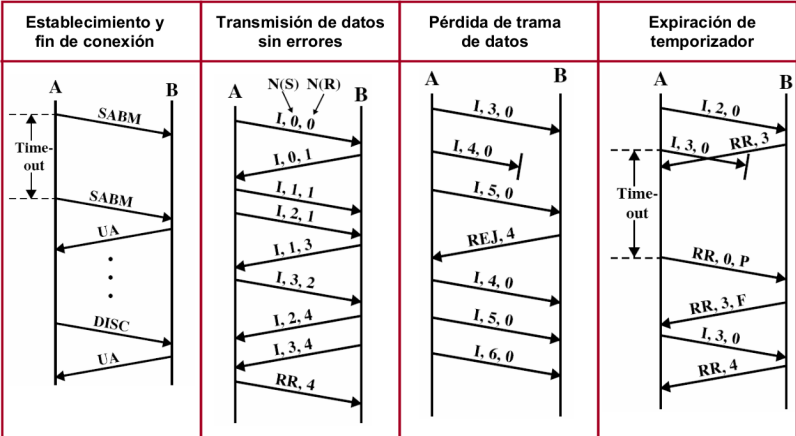 Establecimiento y
fin de conexión
A
B
SABM
Time-
out
SABM
UA
DISC
UA
Transmisión de datos
sin errores
N(S) N(R)
A
B
I, 0, 0
I, 0, 1
I, 1, 1
I, 2, 1
I, 1, 3
I, 3, 2
I, 2, 4
I, 3, 4
RR, 4
Pérdida de trama
de datos
A
B
I, 3, 0
I, 4, 0
I, 5, 0
REJ, 4
I, 4, 0
I, 5, 0
I, 6, 0
Expiración de
temporizador
A
B
I, 2, 0
I, 3, 0
RR, 3
Time-
out
RR, 0, P
RR, 3, F
I, 3, 0
RR, 4